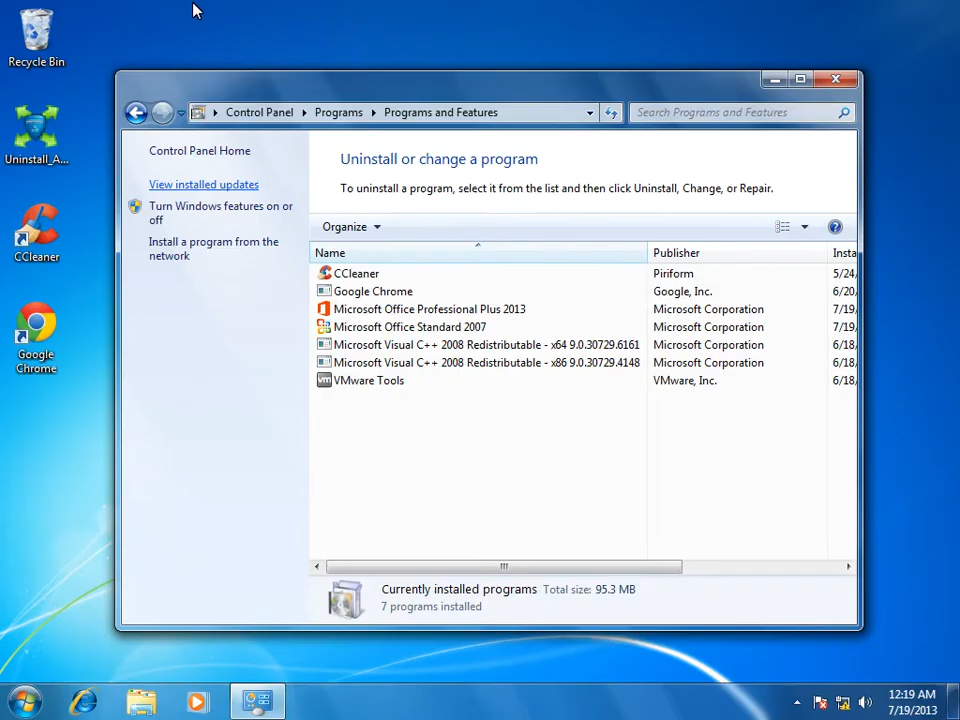 Recycle Bin
Uninstall_A...
CCleaner
Google
Chrome
Control Panel Programs Programs and Features
Search Programs and Features
Control Panel Home
View installed updates
Turn Windows features on or
off
Install a program from the
network
Uninstall or change a program
To uninstall a program, select it from the list and then click Uninstall, Change, or Repair.
Organize
Name Publisher Insta
CCleaner Piriform 5/24,
Google Chrome Google, Inc. 6/20,
Microsoft Office Professional Plus 2013 Microsoft Corporation 7/19,
Microsoft Office Standard 2007 Microsoft Corporation 7/19,
Microsoft Visual C++ 2008 Redistributable - x64 9.0.30729.6161 Microsoft Corporation 6/18,
Microsoft Visual C++ 2008 Redistributable - x86 9.0.30729.4148 Microsoft Corporation 6/18,
vm VMware Tools VMware, Inc. 6/18,
Currently installed programs Total size: 95.3 MB
7 programs installed
12:19 AM
7/19/2013